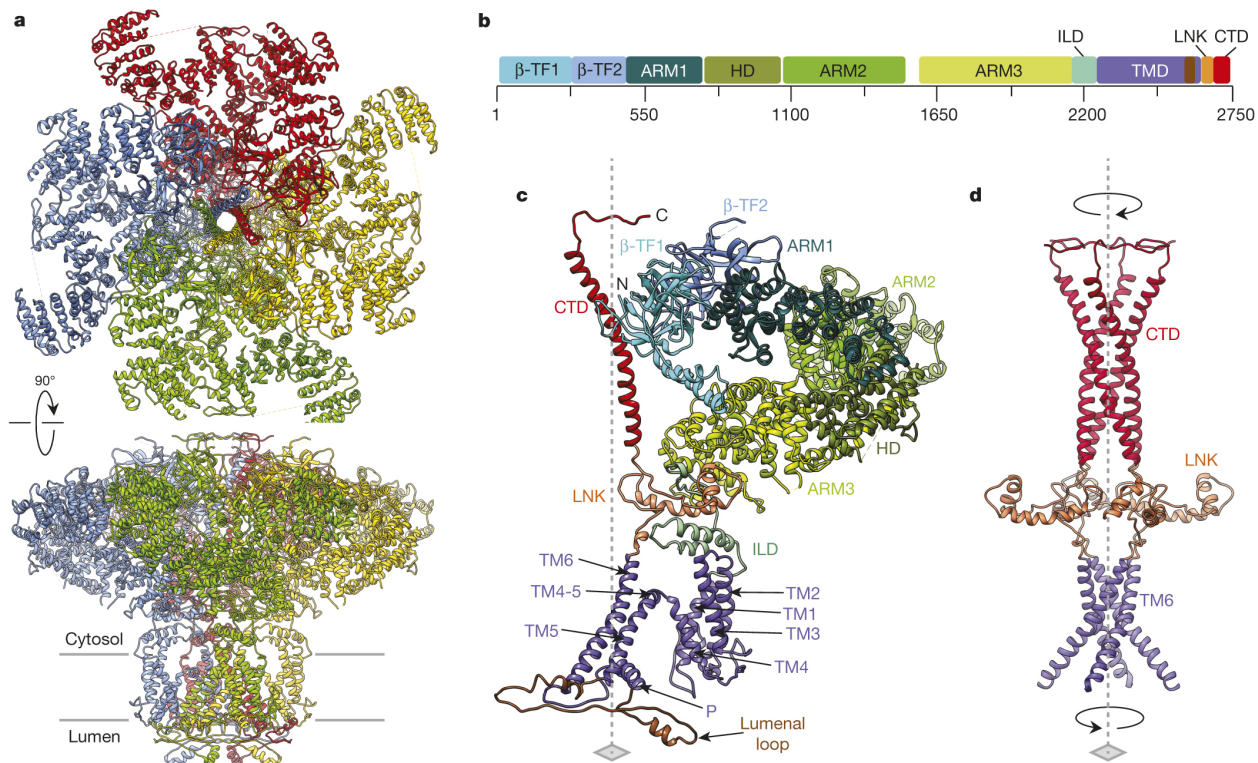 a
90°
Cytosol
Lumen
b
ILD
LNK
CTD
β-TF1
β-TF2
ARM1
HD
ARM2
ARM3
TMD
1
550
1100
1650
2200
2750
c
C
β-TF2
β-TF1
ARM1
N
ARM2
CTD
HD
ARM3
LNK
ILD
TM6
TM4-5
TM2
TM1
TM5
TM3
TM4
P
Lumenal
loop
d
CTD
LNK
TM6